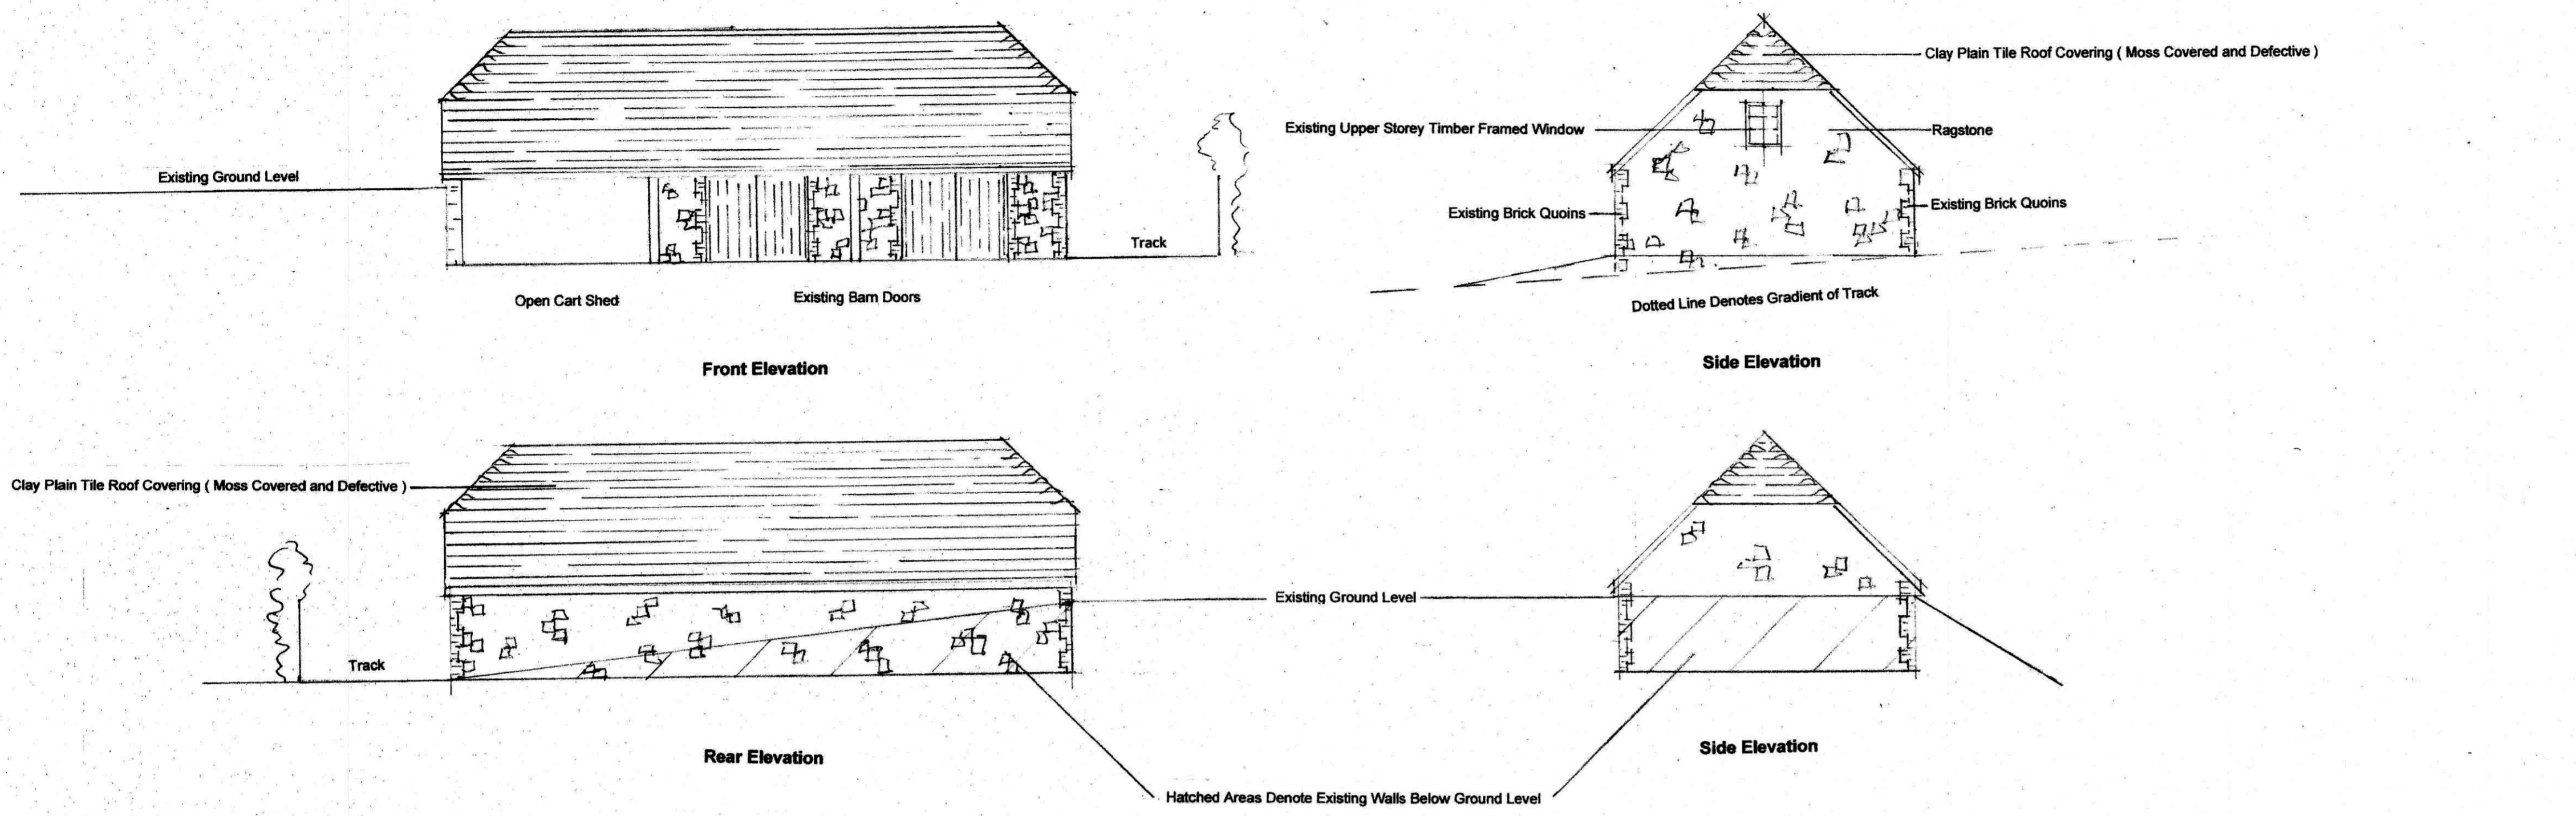 Clay Plain Tile Roof Covering ( Moss Covered and Defective )
Existing Upper Storey Timber Framed Window
Ragstone
Existing Ground Level
Existing Brick Quoins
Existing Brick Quoins
Track
Open Cart Shed
Existing Barn Doors
Dotted Line Denotes Gradient of Track
Front Elevation
Side Elevation
Clay Plain Tile Roof Covering ( Moss Covered and Defective )
Existing Ground Level
Track
Rear Elevation
Side Elevation
Hatched Areas Denote Existing Walls Below Ground Level